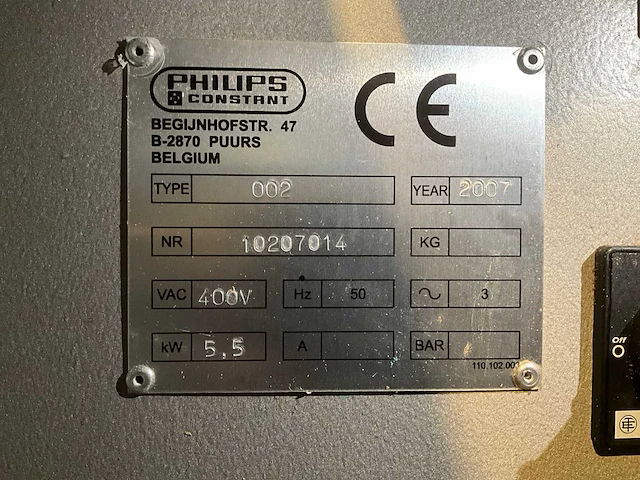 PHILIPS
CONSTANT
CE
BEGIJNHOFSTR. 47
B-2870 PUURS
BELGIUM
TYPE 002 YEAR 2007
NR 10207014 KG
VAC 400V Hz 50 3
kW 5,5 A BAR
110.102.003
Off